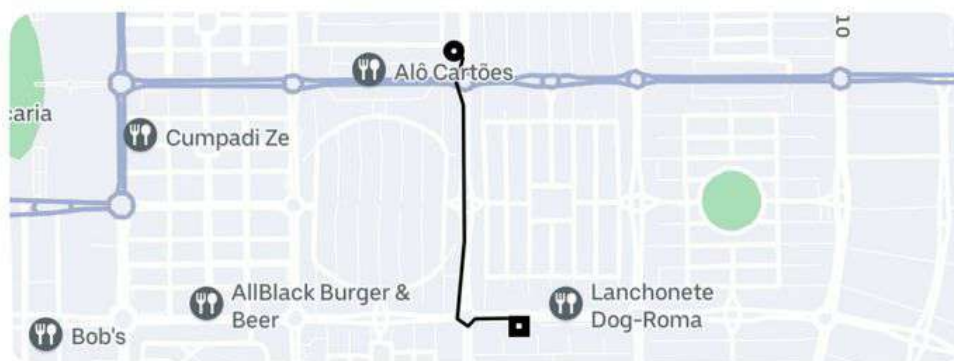 10
Alô Cartões
caria
Cumpadi Ze
AllBlack Burger &
Beer
Lanchonete
Dog-Roma
Bob's